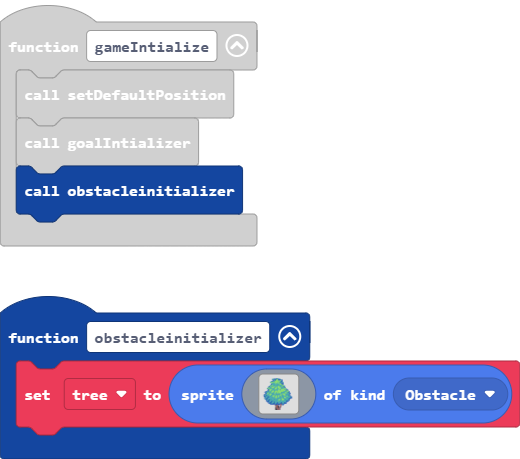 function gameIntialize
call setDefaultPosition
call goalIntializer
call obstacleinitializer
function obstacleinitializer
set tree to sprite of kind Obstacle